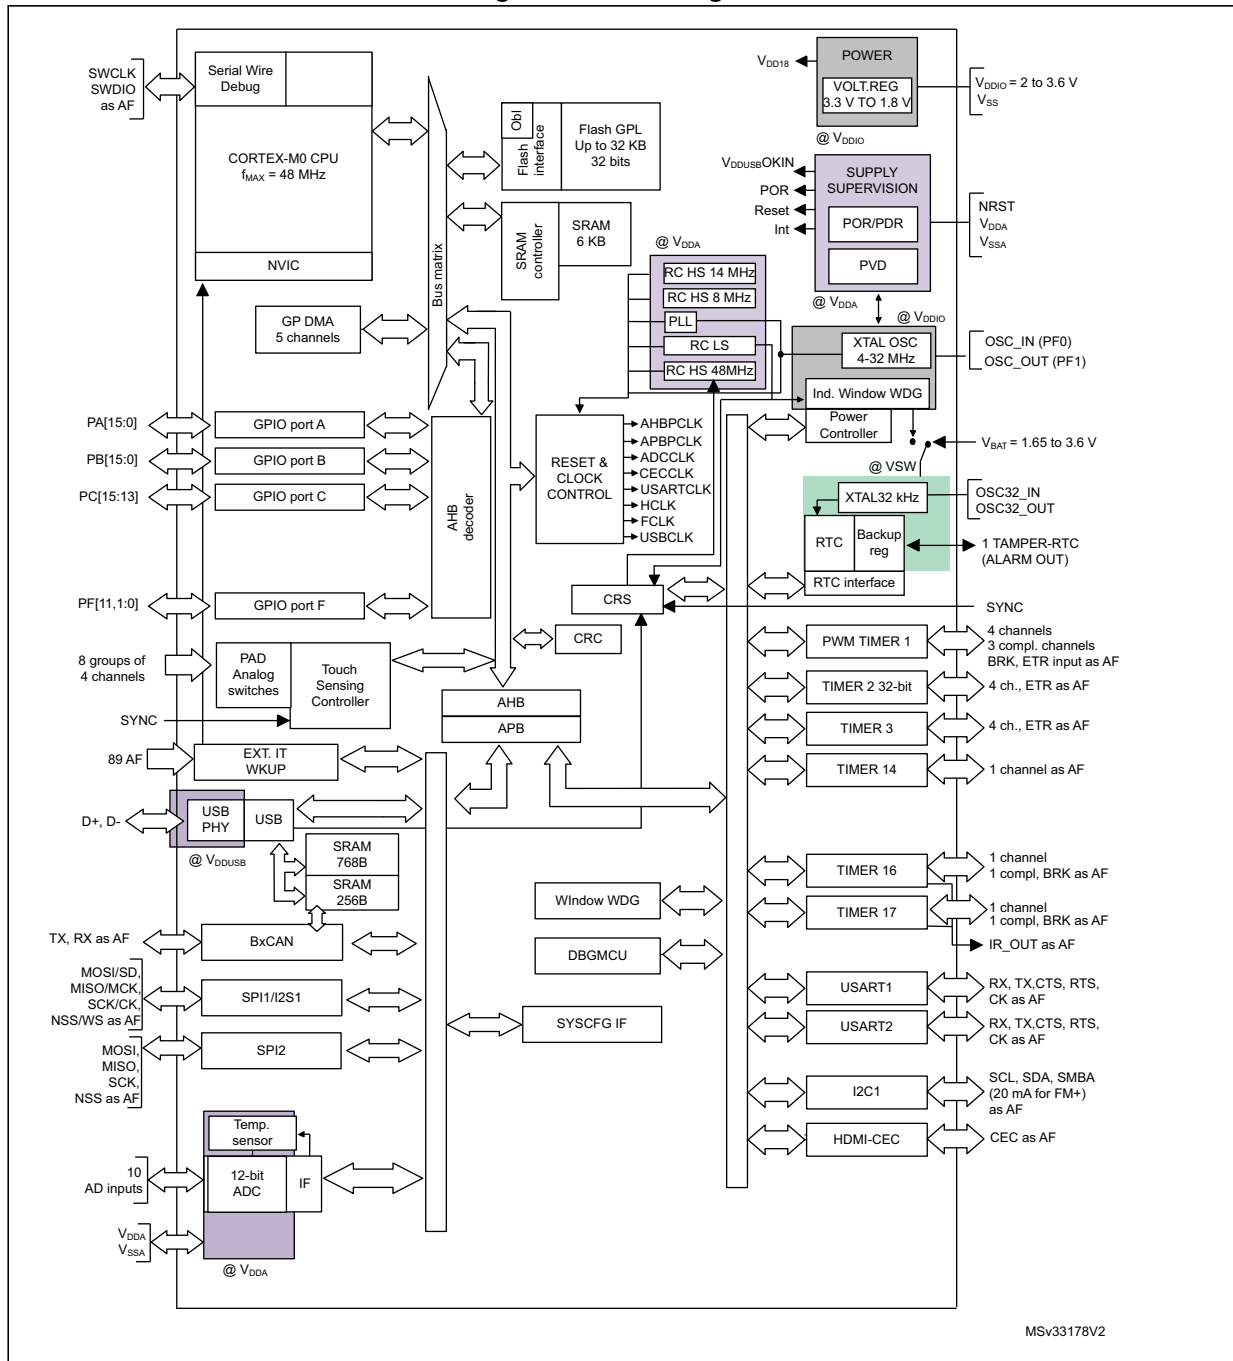 SWCLK
SWDIO
as AF
Serial Wire
Debug
CORTEX-M0 CPU
fMAX = 48 MHz
NVIC
Bus matrix
Obl
Flash
interface
Flash GPL
Up to 32 KB
32 bits
SRAM
controller
SRAM
6 KB
GP DMA
5 channels
VDD18
POWER
VOLT.REG
3.3 V TO 1.8 V
VDDIO = 2 to 3.6 V
VSS
@ VDDIO
VDDUSBOKIN
POR
Reset
Int
SUPPLY
SUPERVISION
POR/PDR
PVD
NRST
VDDA
VSSA
@ VDDA
@ VDDA
RC HS 14 MHz
RC HS 8 MHz
PLL
RC LS
RC HS 48MHz
@ VDDIO
XTAL OSC
4-32 MHz
Ind. Window WDG
OSC_IN (PF0)
OSC_OUT (PF1)
Power
Controller
VBAT = 1.65 to 3.6 V
@ VSW
XTAL32 kHz
OSC32_IN
OSC32_OUT
RTC
Backup
reg
1 TAMPER-RTC
(ALARM OUT)
RTC interface
PA[15:0]
GPIO port A
PB[15:0]
GPIO port B
PC[15:13]
GPIO port C
PF[11,1:0]
GPIO port F
AHB
decoder
RESET &
CLOCK
CONTROL
AHBPCLK
APBPCLK
ADCCLK
CECCLK
USARTCLK
HCLK
FCLK
USBCLK
CRS
SYNC
CRC
8 groups of
4 channels
PAD
Analog
switches
Touch
Sensing
Controller
SYNC
AHB
APB
89 AF
EXT. IT
WKUP
D+, D-
USB
PHY
USB
@ VDDUSB
SRAM
768B
SRAM
256B
TX, RX as AF
BxCAN
MOSI/SD,
MISO/MCK,
SCK/CK,
NSS/WS as AF
SPI1/I2S1
MOSI,
MISO,
SCK,
NSS as AF
SPI2
Temp.
sensor
10
AD inputs
12-bit
ADC
IF
VDDA
VSSA
@ VDDA
WIndow WDG
DBGMCU
SYSCFG IF
PWM TIMER 1
4 channels
3 compl. channels
BRK, ETR input as AF
TIMER 2 32-bit
4 ch., ETR as AF
TIMER 3
4 ch., ETR as AF
TIMER 14
1 channel as AF
TIMER 16
1 channel
1 compl, BRK as AF
TIMER 17
1 channel
1 compl, BRK as AF
IR_OUT as AF
USART1
RX, TX,CTS, RTS,
CK as AF
USART2
RX, TX,CTS, RTS,
CK as AF
I2C1
SCL, SDA, SMBA
(20 mA for FM+)
as AF
HDMI-CEC
CEC as AF
MSv33178V2